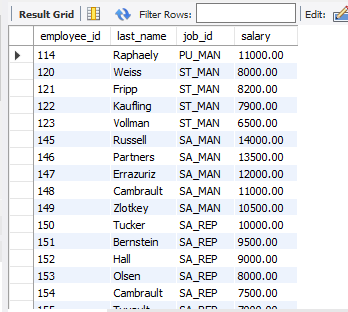 Result Grid Filter Rows: Edit:
employee_id last_name job_id salary
114 Raphaely PU_MAN 11000.00
120 Weiss ST_MAN 8000.00
121 Fripp ST_MAN 8200.00
122 Kaufling ST_MAN 7900.00
123 Vollman ST_MAN 6500.00
145 Russell SA_MAN 14000.00
146 Partners SA_MAN 13500.00
147 Errazuriz SA_MAN 12000.00
148 Cambrault SA_MAN 11000.00
149 Zlotkey SA_MAN 10500.00
150 Tucker SA_REP 10000.00
151 Bernstein SA_REP 9500.00
152 Hall SA_REP 9000.00
153 Olsen SA_REP 8000.00
154 Cambrault SA_REP 7500.00